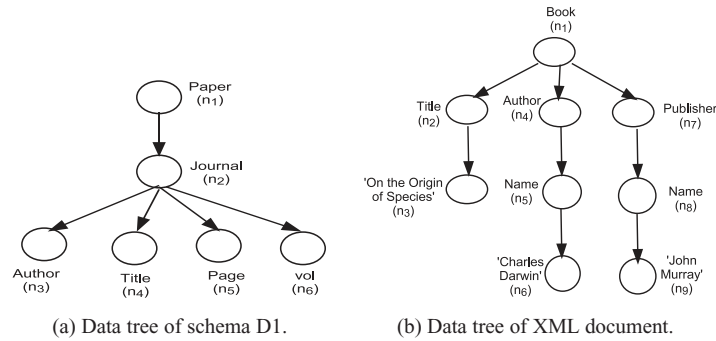 Paper
(n1)
Journal
(n2)
Author
(n3)
Title
(n4)
Page
(n5)
vol
(n6)
(a) Data tree of schema D1.
Book
(n1)
Title
(n2)
Author
(n4)
Publisher
(n7)
'On the Origin
of Species'
(n3)
Name
(n5)
Name
(n8)
'Charles
Darwin'
(n6)
'John
Murray'
(n9)
(b) Data tree of XML document.